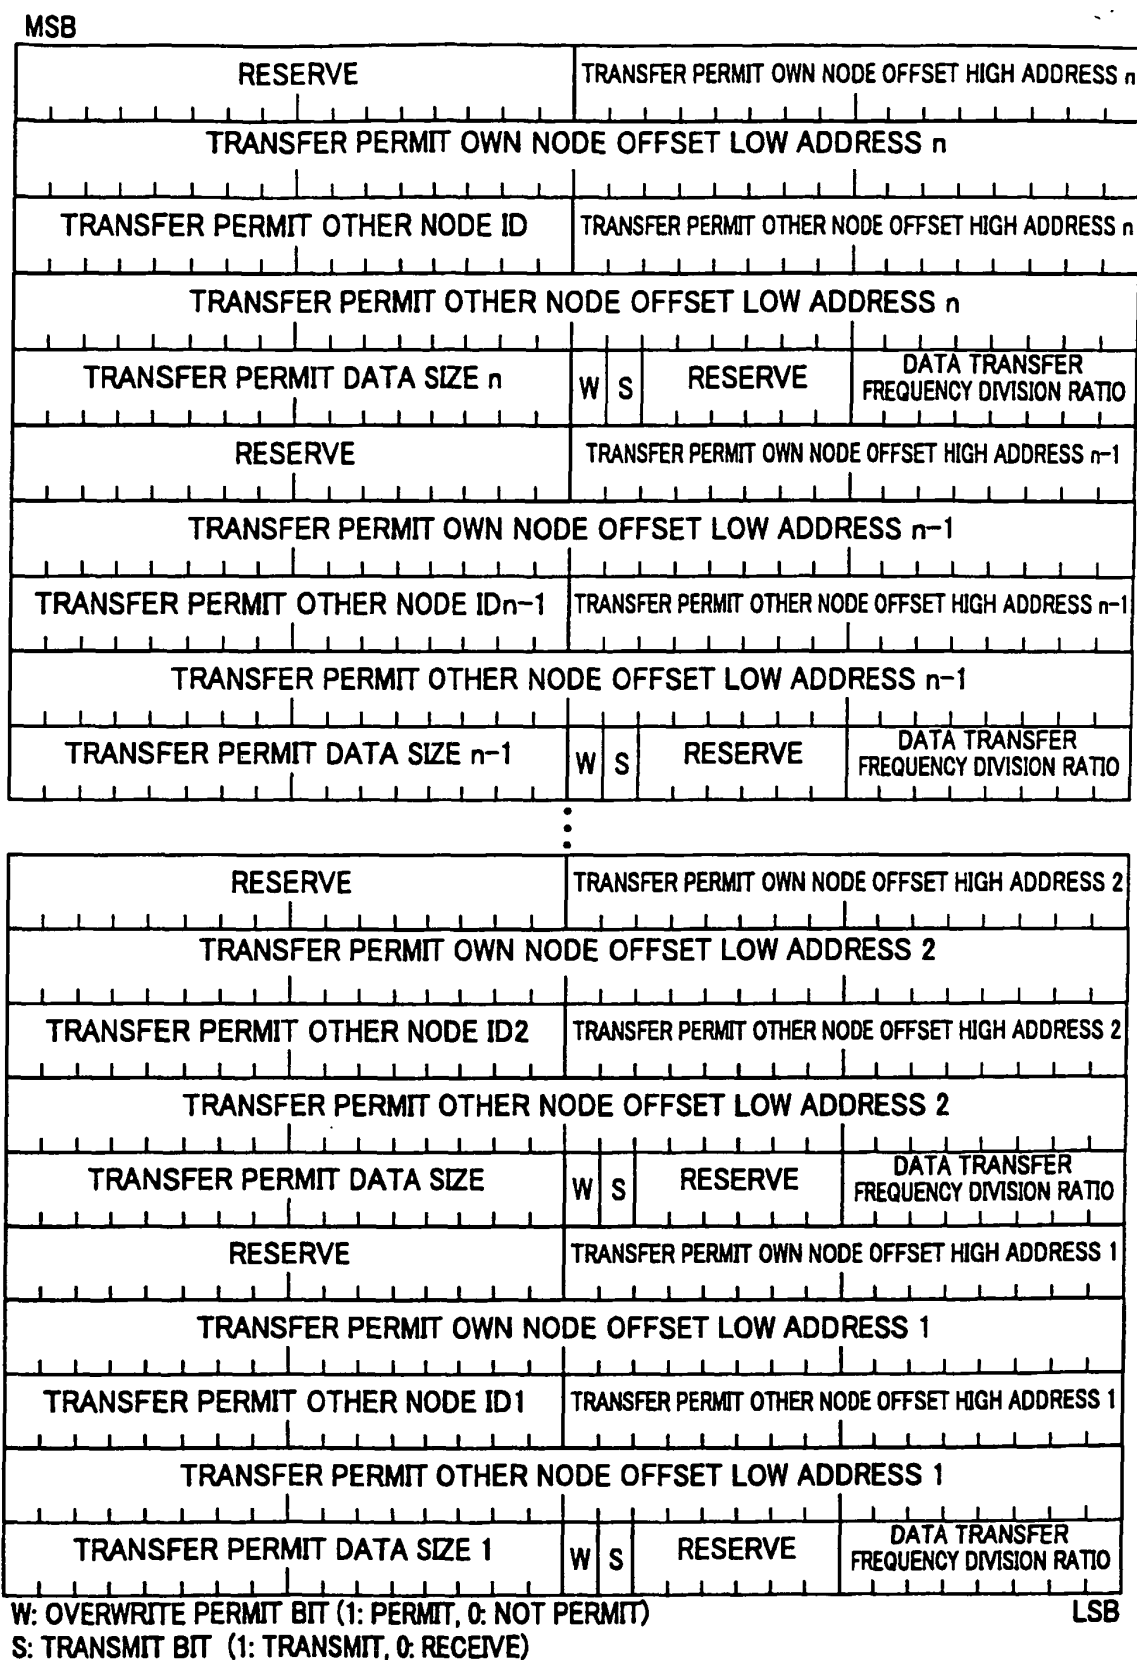 MSB
RESERVE TRANSFER PERMIT OWN NODE OFFSET HIGH ADDRESS n
TRANSFER PERMIT OWN NODE OFFSET LOW ADDRESS n
TRANSFER PERMIT OTHER NODE ID TRANSFER PERMIT OTHER NODE OFFSET HIGH ADDRESS n
TRANSFER PERMIT OTHER NODE OFFSET LOW ADDRESS n
TRANSFER PERMIT DATA SIZE n W S RESERVE DATA TRANSFER
FREQUENCY DIVISION RATIO
RESERVE TRANSFER PERMIT OWN NODE OFFSET HIGH ADDRESS n-1
TRANSFER PERMIT OWN NODE OFFSET LOW ADDRESS n-1
TRANSFER PERMIT OTHER NODE IDn-1 TRANSFER PERMIT OTHER NODE OFFSET HIGH ADDRESS n-1
TRANSFER PERMIT OTHER NODE OFFSET LOW ADDRESS n-1
TRANSFER PERMIT DATA SIZE n-1 W S RESERVE DATA TRANSFER
FREQUENCY DIVISION RATIO
RESERVE TRANSFER PERMIT OWN NODE OFFSET HIGH ADDRESS 2
TRANSFER PERMIT OWN NODE OFFSET LOW ADDRESS 2
TRANSFER PERMIT OTHER NODE ID2 TRANSFER PERMIT OTHER NODE OFFSET HIGH ADDRESS 2
TRANSFER PERMIT OTHER NODE OFFSET LOW ADDRESS 2
TRANSFER PERMIT DATA SIZE W S RESERVE DATA TRANSFER
FREQUENCY DIVISION RATIO
RESERVE TRANSFER PERMIT OWN NODE OFFSET HIGH ADDRESS 1
TRANSFER PERMIT OWN NODE OFFSET LOW ADDRESS 1
TRANSFER PERMIT OTHER NODE ID1 TRANSFER PERMIT OTHER NODE OFFSET HIGH ADDRESS 1
TRANSFER PERMIT OTHER NODE OFFSET LOW ADDRESS 1
TRANSFER PERMIT DATA SIZE 1 W S RESERVE DATA TRANSFER
FREQUENCY DIVISION RATIO
W: OVERWRITE PERMIT BIT (1: PERMIT, 0: NOT PERMIT) LSB
S: TRANSMIT BIT (1: TRANSMIT, 0: RECEIVE)